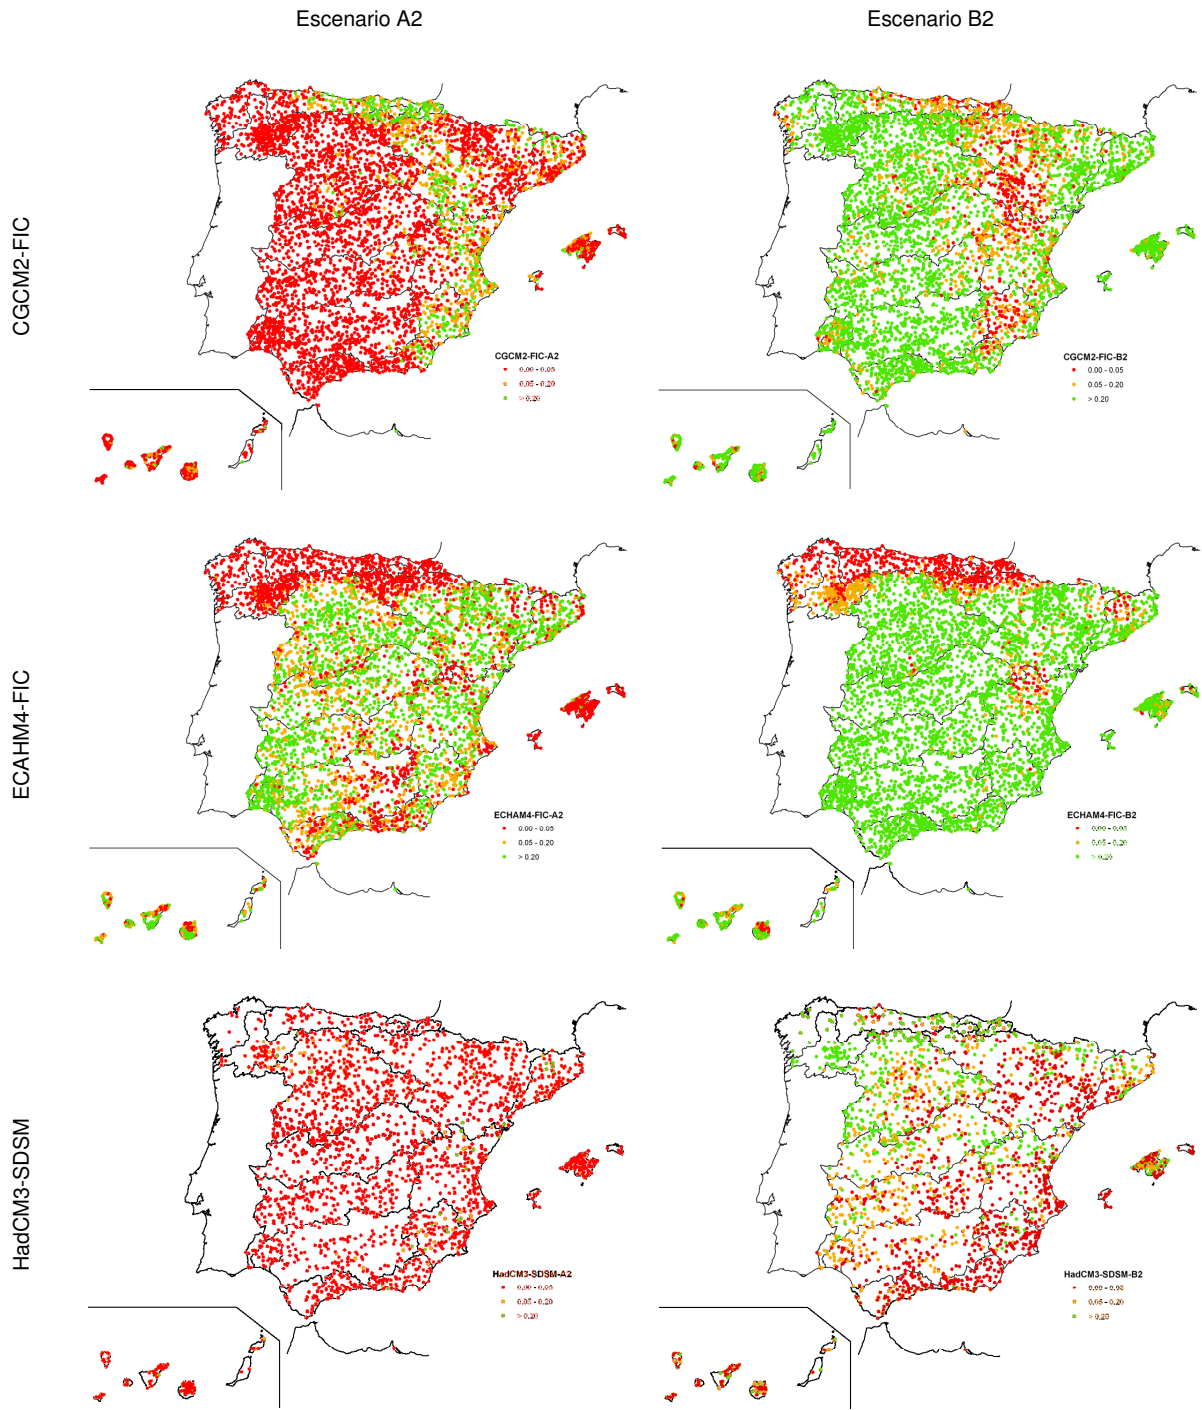 Escenario A2
Escenario B2
CGCM2-FIC
CGCM2-FIC-A2
0.00 - 0.05
0.05 - 0.20
> 0.20
CGCM2-FIC-B2
0.00 - 0.05
0.05 - 0.20
> 0.20
ECAHM4-FIC
ECHAM4-FIC-A2
0.00 - 0.05
0.05 - 0.20
> 0.20
ECHAM4-FIC-B2
0.00 - 0.05
0.05 - 0.20
> 0.20
HadCM3-SDSM
HadCM3-SDSM-A2
0.00 - 0.05
0.05 - 0.20
> 0.20
HadCM3-SDSM-B2
0.00 - 0.05
0.05 - 0.20
> 0.20